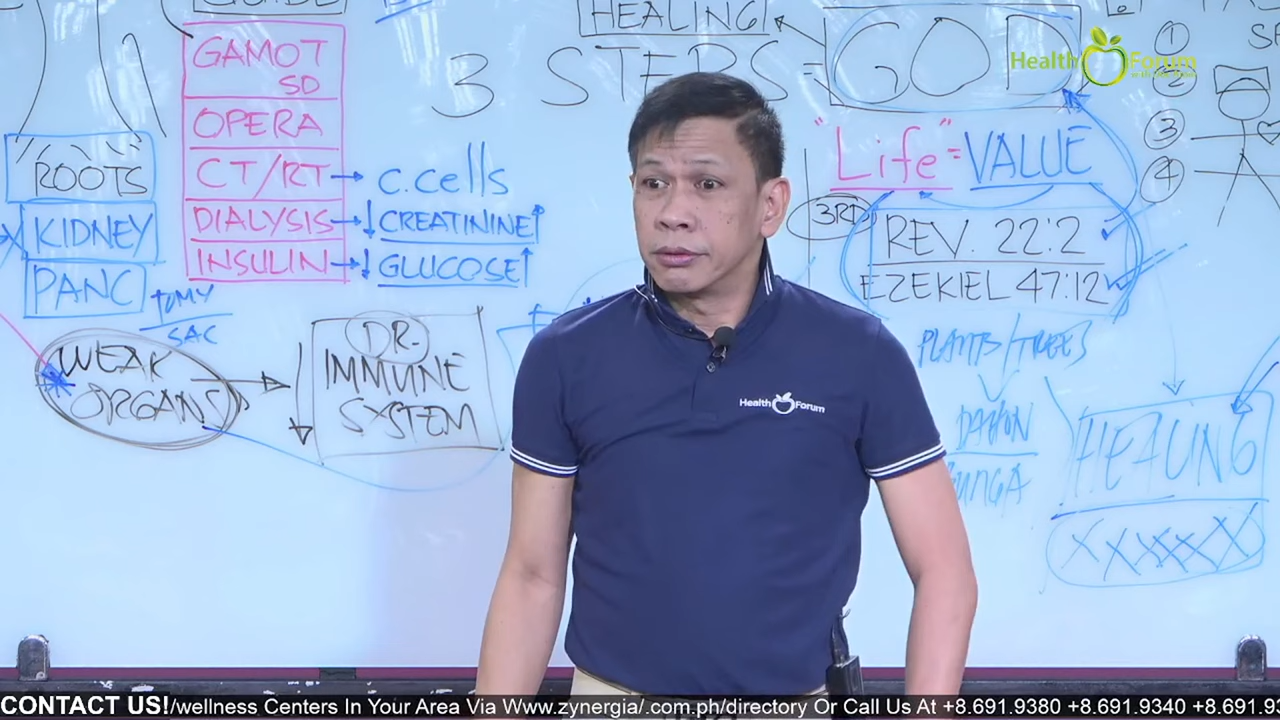 GUIDE
GAMOT
SD
OPERA
CT/RT → C.Cells
DIALYSIS → ↓ CREATININE ↑
INSULIN → ↓ GLUCOSE ↑
ROOTS
KIDNEY
PANC
SAC
WEAK
ORGANS
DR.
IMMUNE
SYSTEM
HEALING
3 STEPS = GOD
"Life" = VALUE
3RD
REV. 22:2
EZEKIEL 47:12
PLANTS/TREES
DAHON
BUNGA
HEALING
XXXXXX
1
2
3
4
Health Forum
Health Forum
CONTACT US! /wellness Centers In Your Area Via Www.zynergia/.com.ph/directory Or Call Us At +8.691.9380 +8.691.9340 +8.691.93